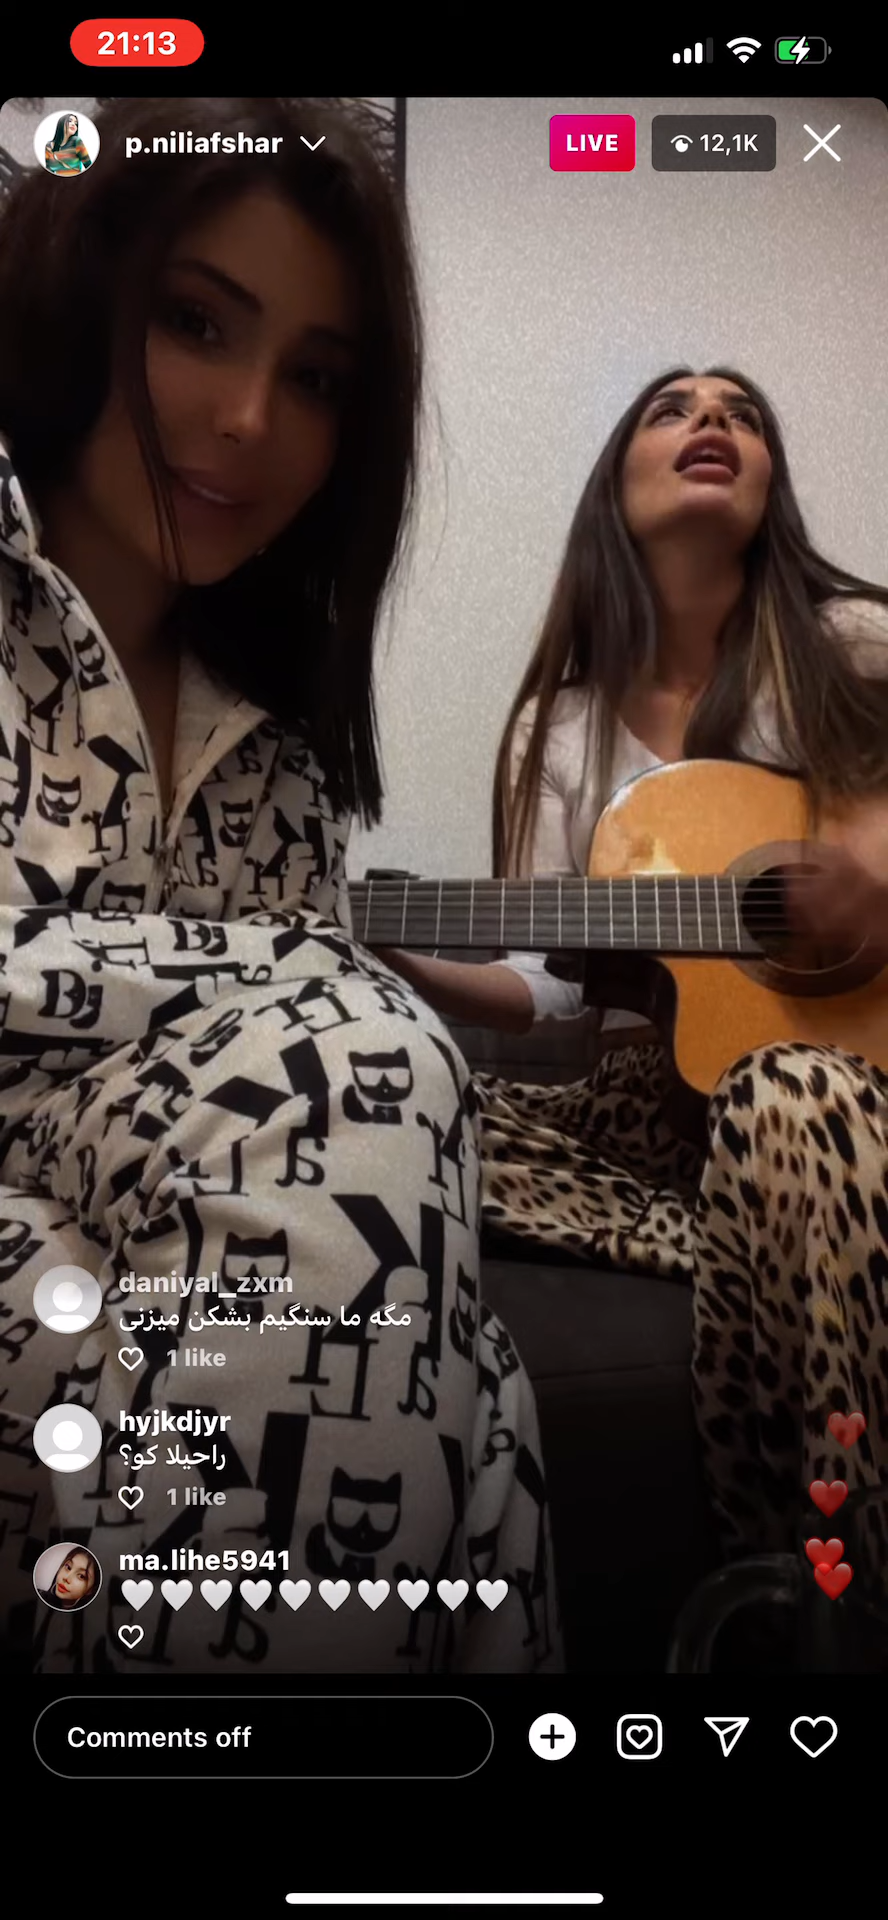 21:13
p.niliafshar
LIVE
12,1K
daniyal_zxm
مگه ما سنگیم بشکن میزنی
1 like
hyjkdjyr
راحیلا کو؟
1 like
ma.lihe5941
🤍🤍🤍🤍🤍🤍🤍🤍🤍🤍
Comments off